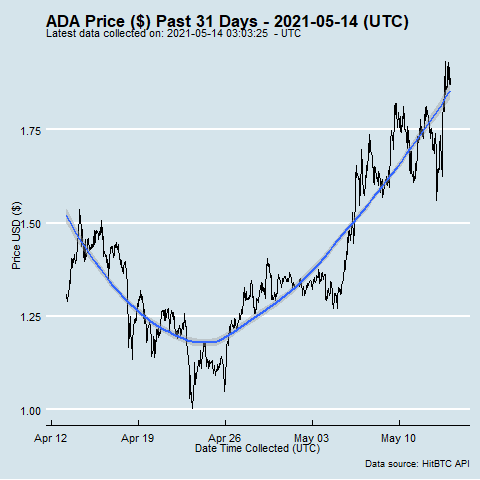 ADA Price ($) Past 31 Days - 2021-05-14 (UTC)
Latest data collected on: 2021-05-14 03:03:25 - UTC
Price USD ($)
1.75
1.50
1.25
1.00
Apr 12 Apr 19 Apr 26 May 03 May 10
Date Time Collected (UTC)
Data source: HitBTC API